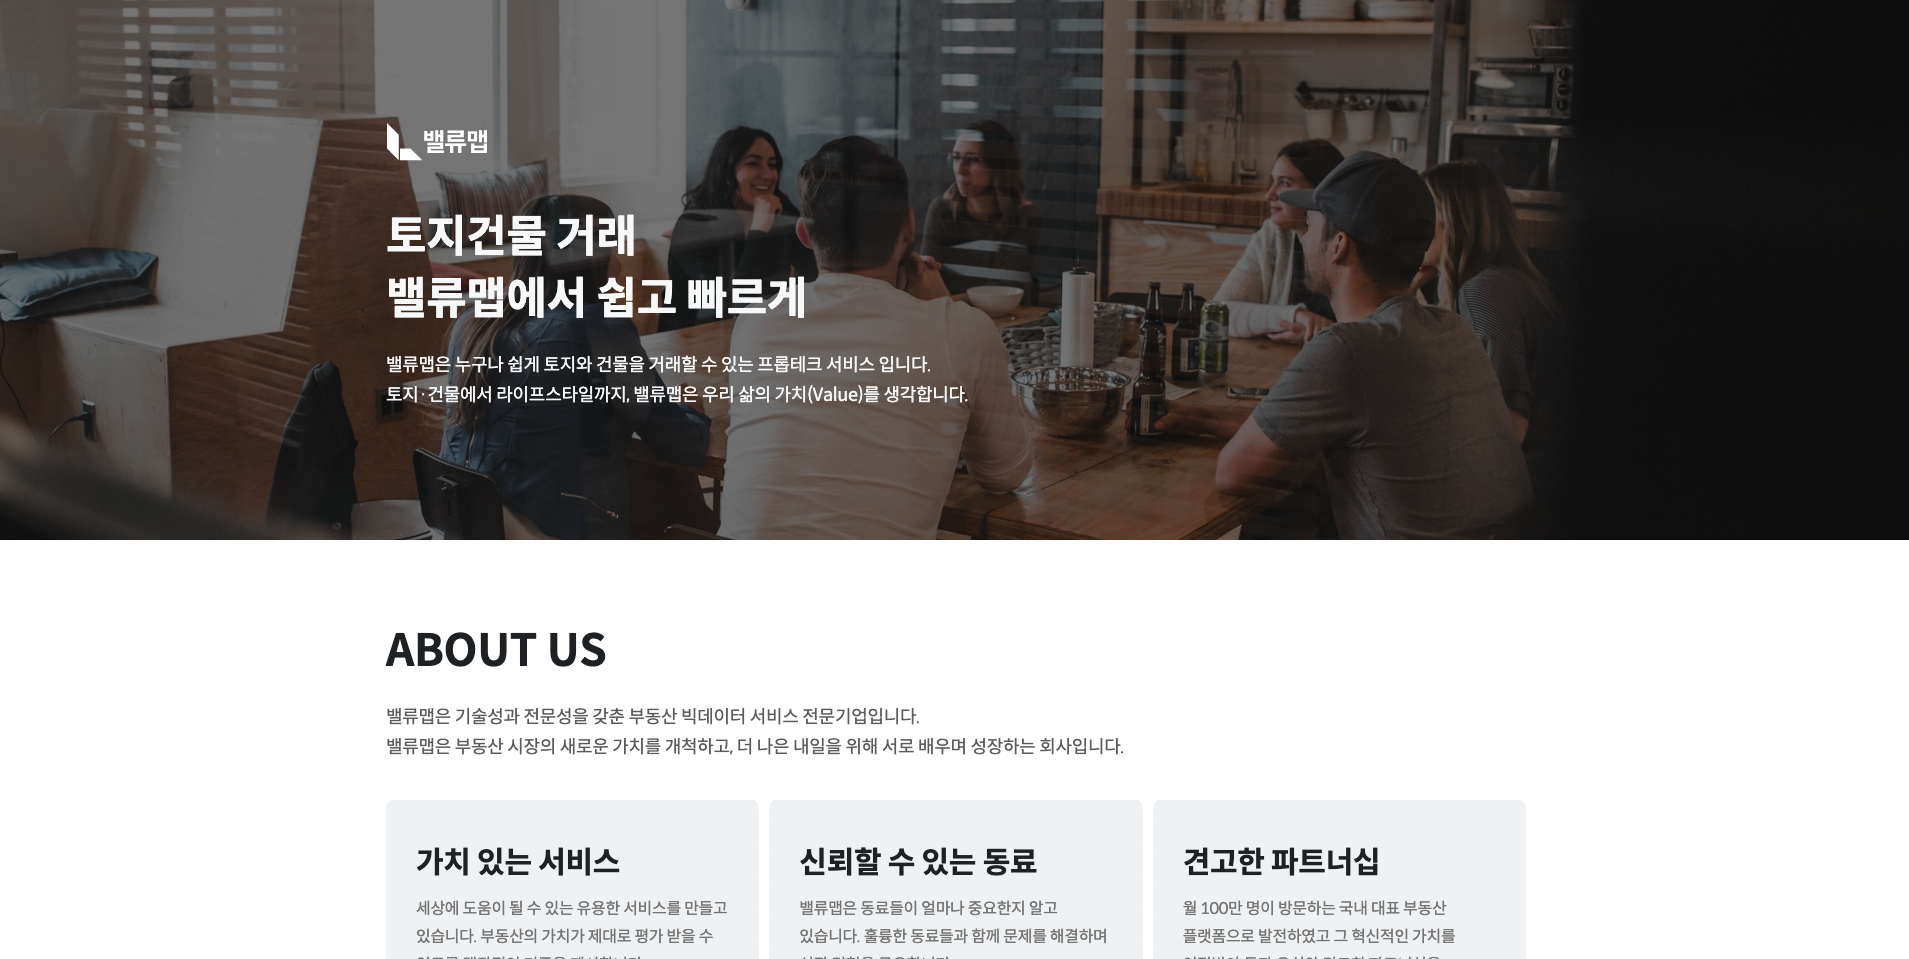 밸류맵
토지건물 거래
밸류맵에서 쉽고 빠르게
밸류맵은 누구나 쉽게 토지와 건물을 거래할 수 있는 프롭테크 서비스 입니다.
토지·건물에서 라이프스타일까지, 밸류맵은 우리 삶의 가치(Value)를 생각합니다.
ABOUT US
밸류맵은 기술성과 전문성을 갖춘 부동산 빅데이터 서비스 전문기업입니다.
밸류맵은 부동산 시장의 새로운 가치를 개척하고, 더 나은 내일을 위해 서로 배우며 성장하는 회사입니다.
가치 있는 서비스
세상에 도움이 될 수 있는 유용한 서비스를 만들고
있습니다. 부동산의 가치가 제대로 평가 받을 수
신뢰할 수 있는 동료
밸류맵은 동료들이 얼마나 중요한지 알고
있습니다. 훌륭한 동료들과 함께 문제를 해결하며
견고한 파트너십
월 100만 명이 방문하는 국내 대표 부동산
플랫폼으로 발전하였고 그 혁신적인 가치를